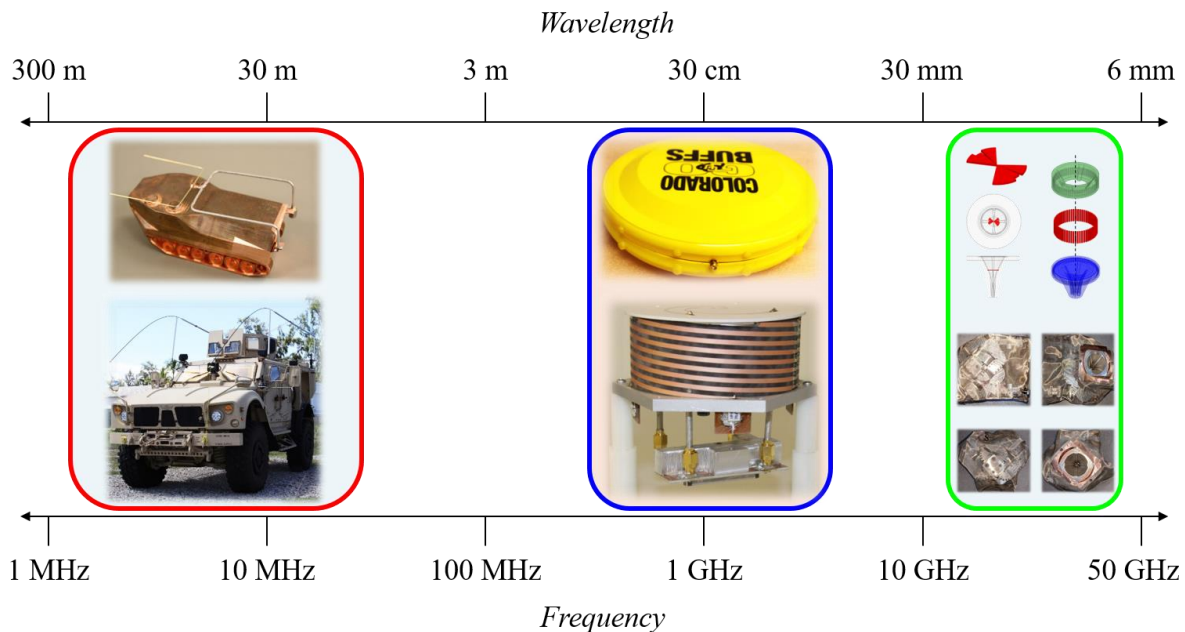 Wavelength
300 m 30 m 3 m 30 cm 30 mm 6 mm
COLORADO
BUFFS
1 MHz 10 MHz 100 MHz 1 GHz 10 GHz 50 GHz
Frequency